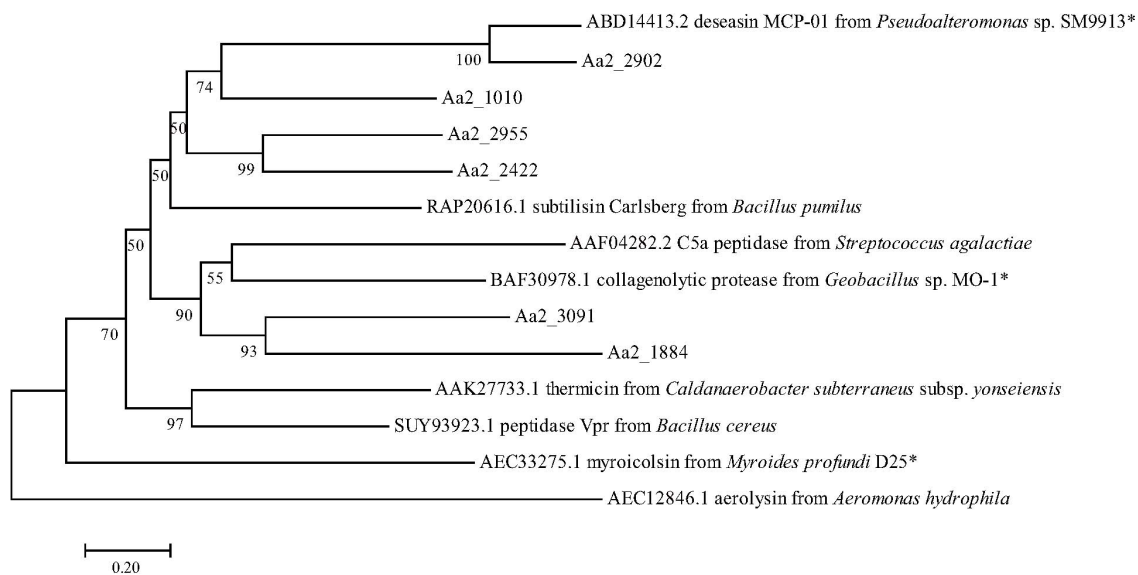 ABD14413.2 deseasin MCP-01 from Pseudoalteromonas sp. SM9913*
100
Aa2_2902
74
Aa2_1010
50
Aa2_2955
99
Aa2_2422
50
RAP20616.1 subtilisin Carlsberg from Bacillus pumilus
50
AAF04282.2 C5a peptidase from Streptococcus agalactiae
55
BAF30978.1 collagenolytic protease from Geobacillus sp. MO-1*
90
Aa2_3091
93
Aa2_1884
70
AAK27733.1 thermicin from Caldanaerobacter subterraneus subsp. yonseiensis
97
SUY93923.1 peptidase Vpr from Bacillus cereus
AEC33275.1 myroicolsin from Myroides profundi D25*
AEC12846.1 aerolysin from Aeromonas hydrophila
0.20